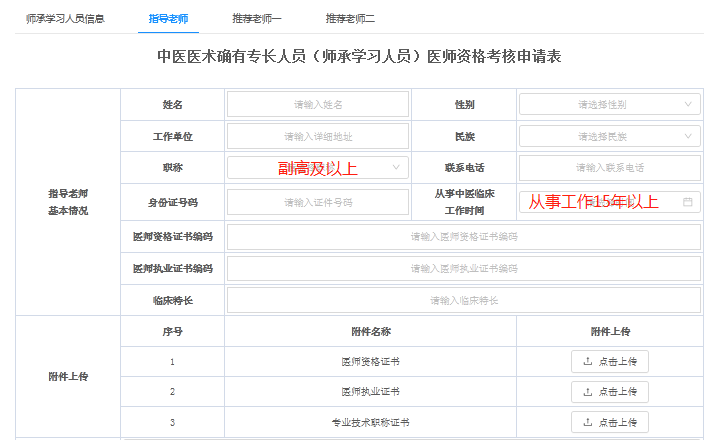 师承学习人员信息 指导老师 推荐老师一 推荐老师二
中医医术确有专长人员（师承学习人员）医师资格考核申请表
指导老师
基本情况
姓名 请输入姓名 性别 请选择性别
工作单位 请输入详细地址 民族 请选择民族
职称 副高及以上 联系电话 请输入联系电话
身份证号码 请输入证件号码 从事中医临床
工作时间 从事工作15年以上
医师资格证书编码 请输入医师资格证书编码
医师执业证书编码 请输入医师执业证书编码
临床特长 请输入临床特长
附件上传
序号 附件名称 附件上传
1 医师资格证书 点击上传
2 医师执业证书 点击上传
3 专业技术职称证书 点击上传